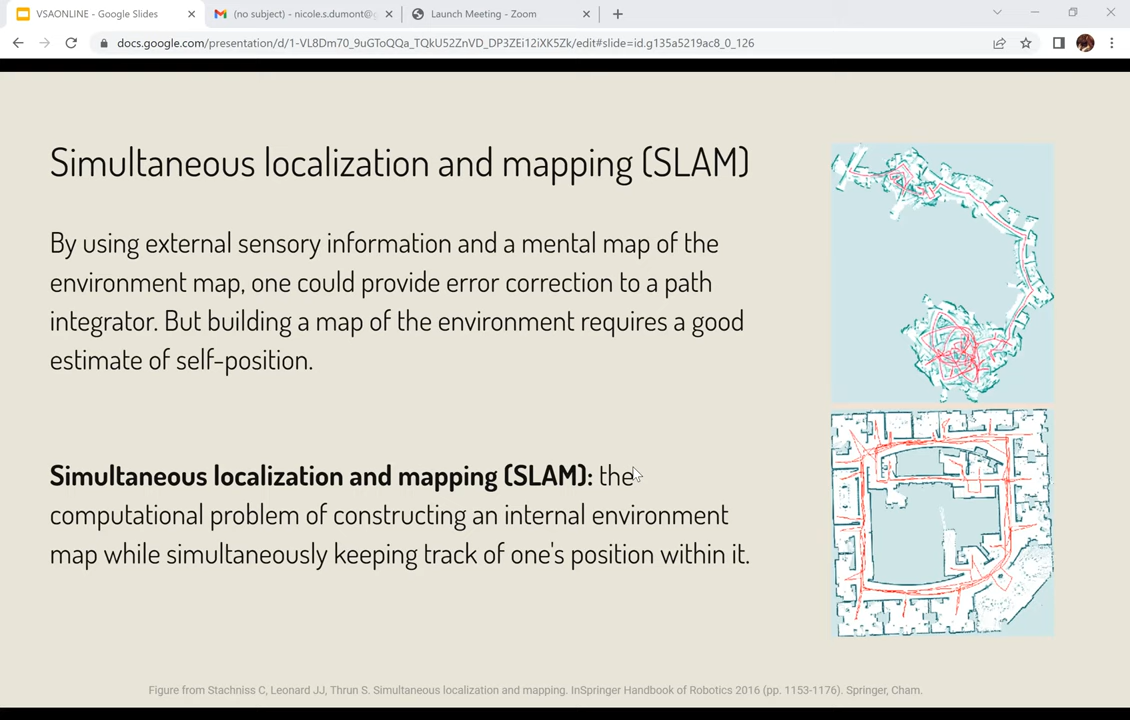 VSAONLINE - Google Slides
(no subject) - nicole.s.dumont@g
Launch Meeting - Zoom
docs.google.com/presentation/d/1-VL8Dm70_9uGToQQa_TQkU52ZnVD_DP3ZEi12iXK5Zk/edit#slide=id.g135a5219ac8_0_126
Simultaneous localization and mapping (SLAM)
By using external sensory information and a mental map of the
environment map, one could provide error correction to a path
integrator. But building a map of the environment requires a good
estimate of self-position.
Simultaneous localization and mapping (SLAM): the
computational problem of constructing an internal environment
map while simultaneously keeping track of one's position within it.
Figure from Stachniss C, Leonard JJ, Thrun S. Simultaneous localization and mapping. InSpringer Handbook of Robotics 2016 (pp. 1153-1176). Springer, Cham.